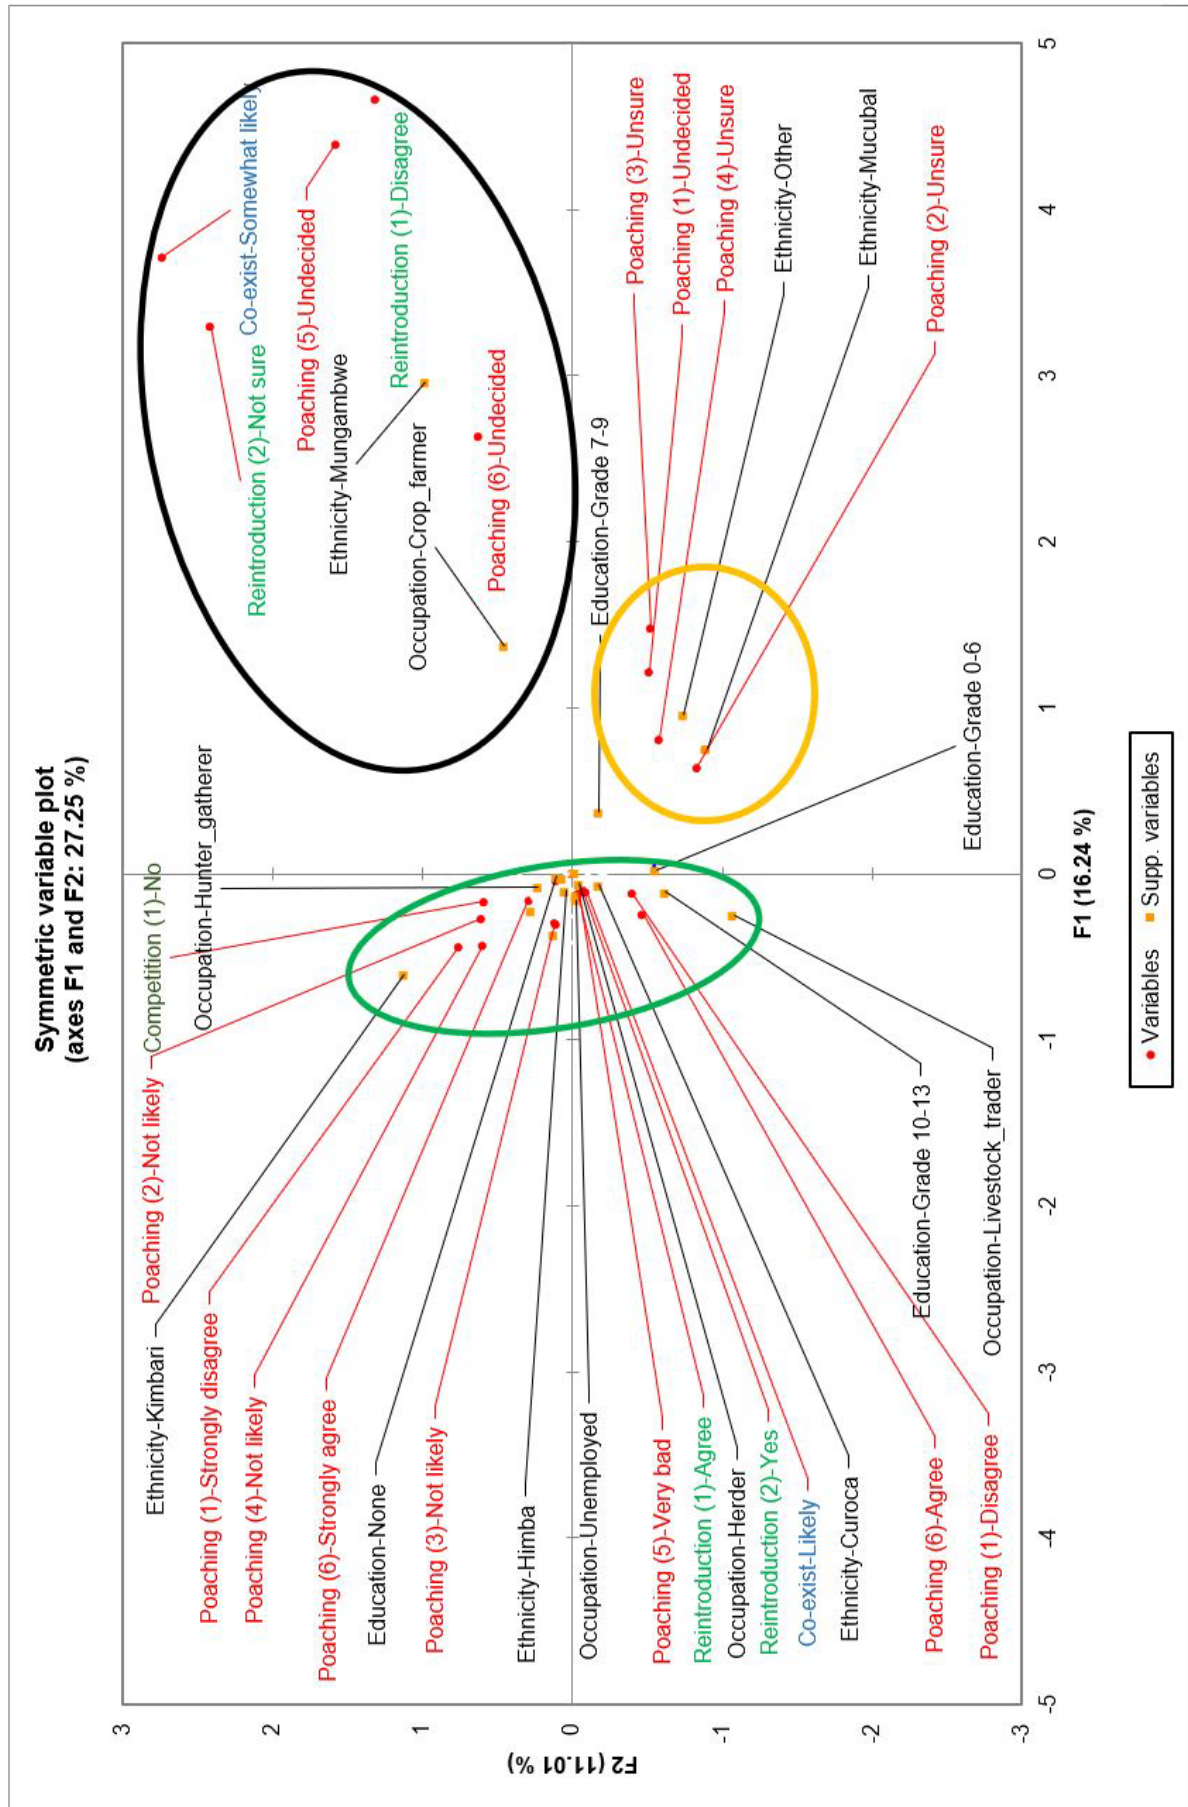 Symmetric variable plot
(axes F1 and F2: 27.25 %)
Co-exist-Somewhat likely
Reintroduction (2)-Not sure
Poaching (5)-Undecided
Reintroduction (1)-Disagree
Ethnicity-Mungambwe
Occupation-Crop_farmer
Poaching (6)-Undecided
Education-Grade 7-9
Poaching (3)-Unsure
Poaching (1)-Undecided
Poaching (4)-Unsure
Ethnicity-Other
Ethnicity-Mucubal
Poaching (2)-Unsure
Education-Grade 0-6
Competition (1)-No
Occupation-Hunter_gatherer
Poaching (2)-Not likely
Ethnicity-Kimbari
Poaching (1)-Strongly disagree
Poaching (4)-Not likely
Poaching (6)-Strongly agree
Education-None
Poaching (3)-Not likely
Ethnicity-Himba
Occupation-Unemployed
Poaching (5)-Very bad
Reintroduction (1)-Agree
Occupation-Herder
Reintroduction (2)-Yes
Co-exist-Likely
Ethnicity-Curoca
Education-Grade 10-13
Poaching (6)-Agree
Occupation-Livestock_trader
Poaching (1)-Disagree
3
2
1
0
-1
-2
-3
F2 (11.01 %)
-5
-4
-3
-2
-1
0
1
2
3
4
5
F1 (16.24 %)
Variables
Supp. variables